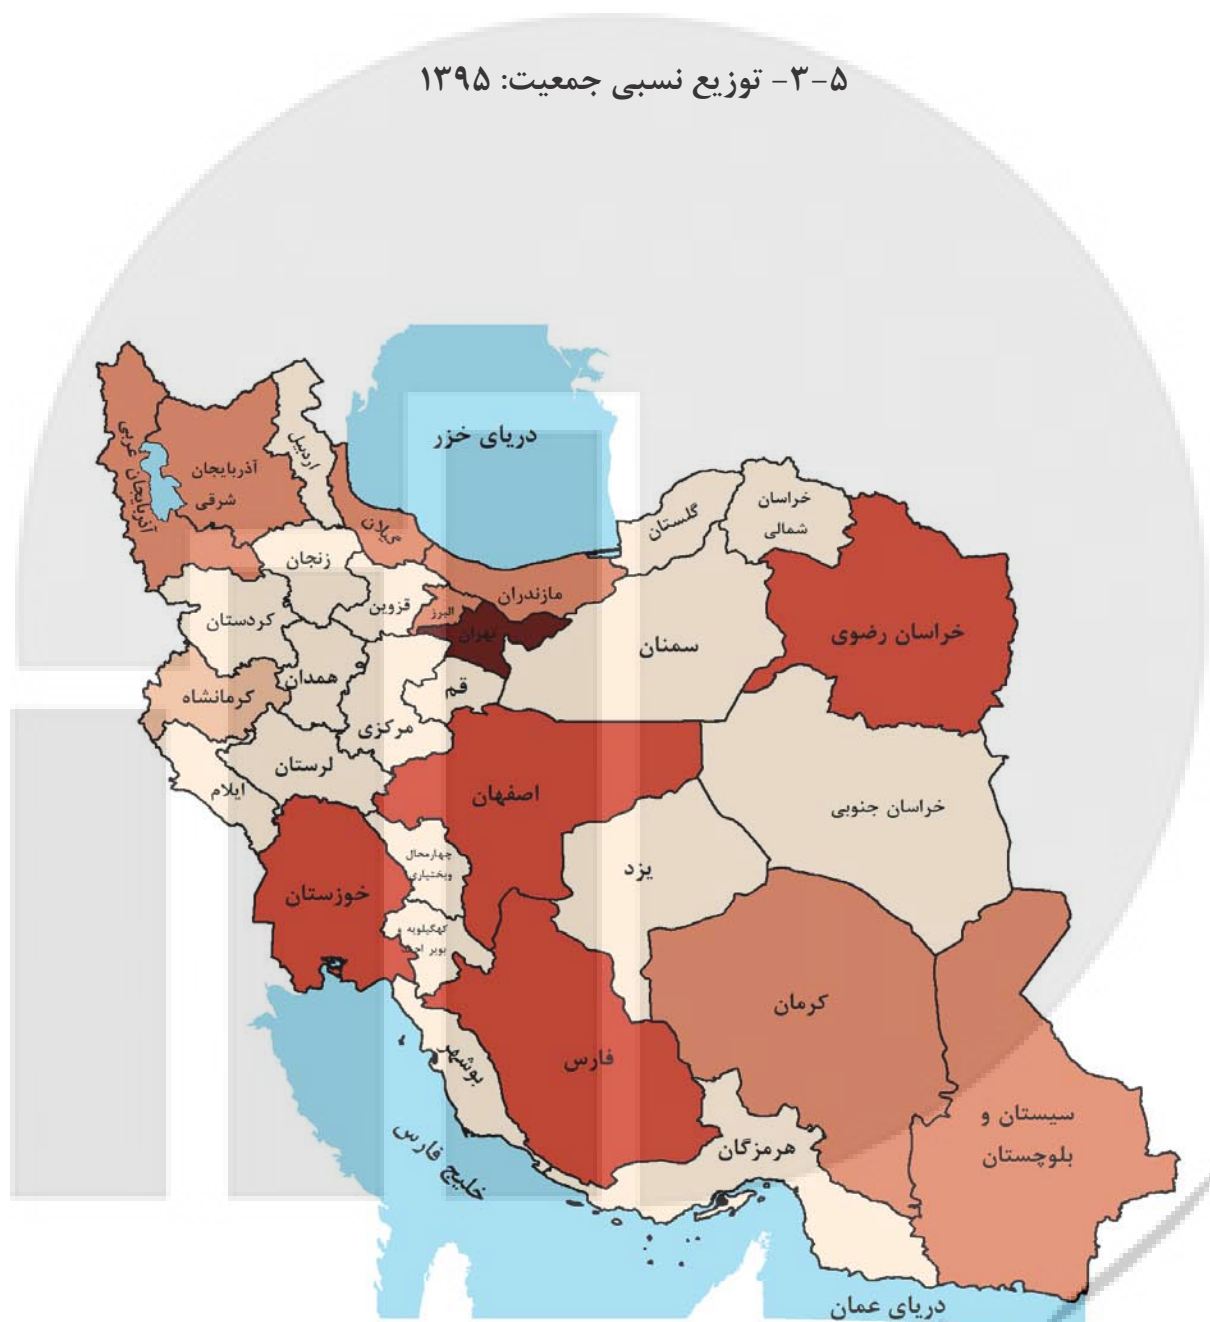 ۵-۳- توزیع نسبی جمعیت: ۱۳۹۵
دریای خزر
آذربایجان غربی
آذربایجان
شرقی
اردبیل
گیلان
گلستان
خراسان
شمالی
زنجان
قزوین
البرز
مازندران
تهران
کردستان
سمنان
خراسان رضوی
همدان
کرمانشاه
قم
مرکزی
لرستان
ایلام
اصفهان
خراسان جنوبی
چهارمحال
وبختیاری
یزد
خوزستان
کهگیلویه و
بویر احمد
کرمان
فارس
بوشهر
سیستان و
بلوچستان
هرمزگان
خلیج فارس
دریای عمان